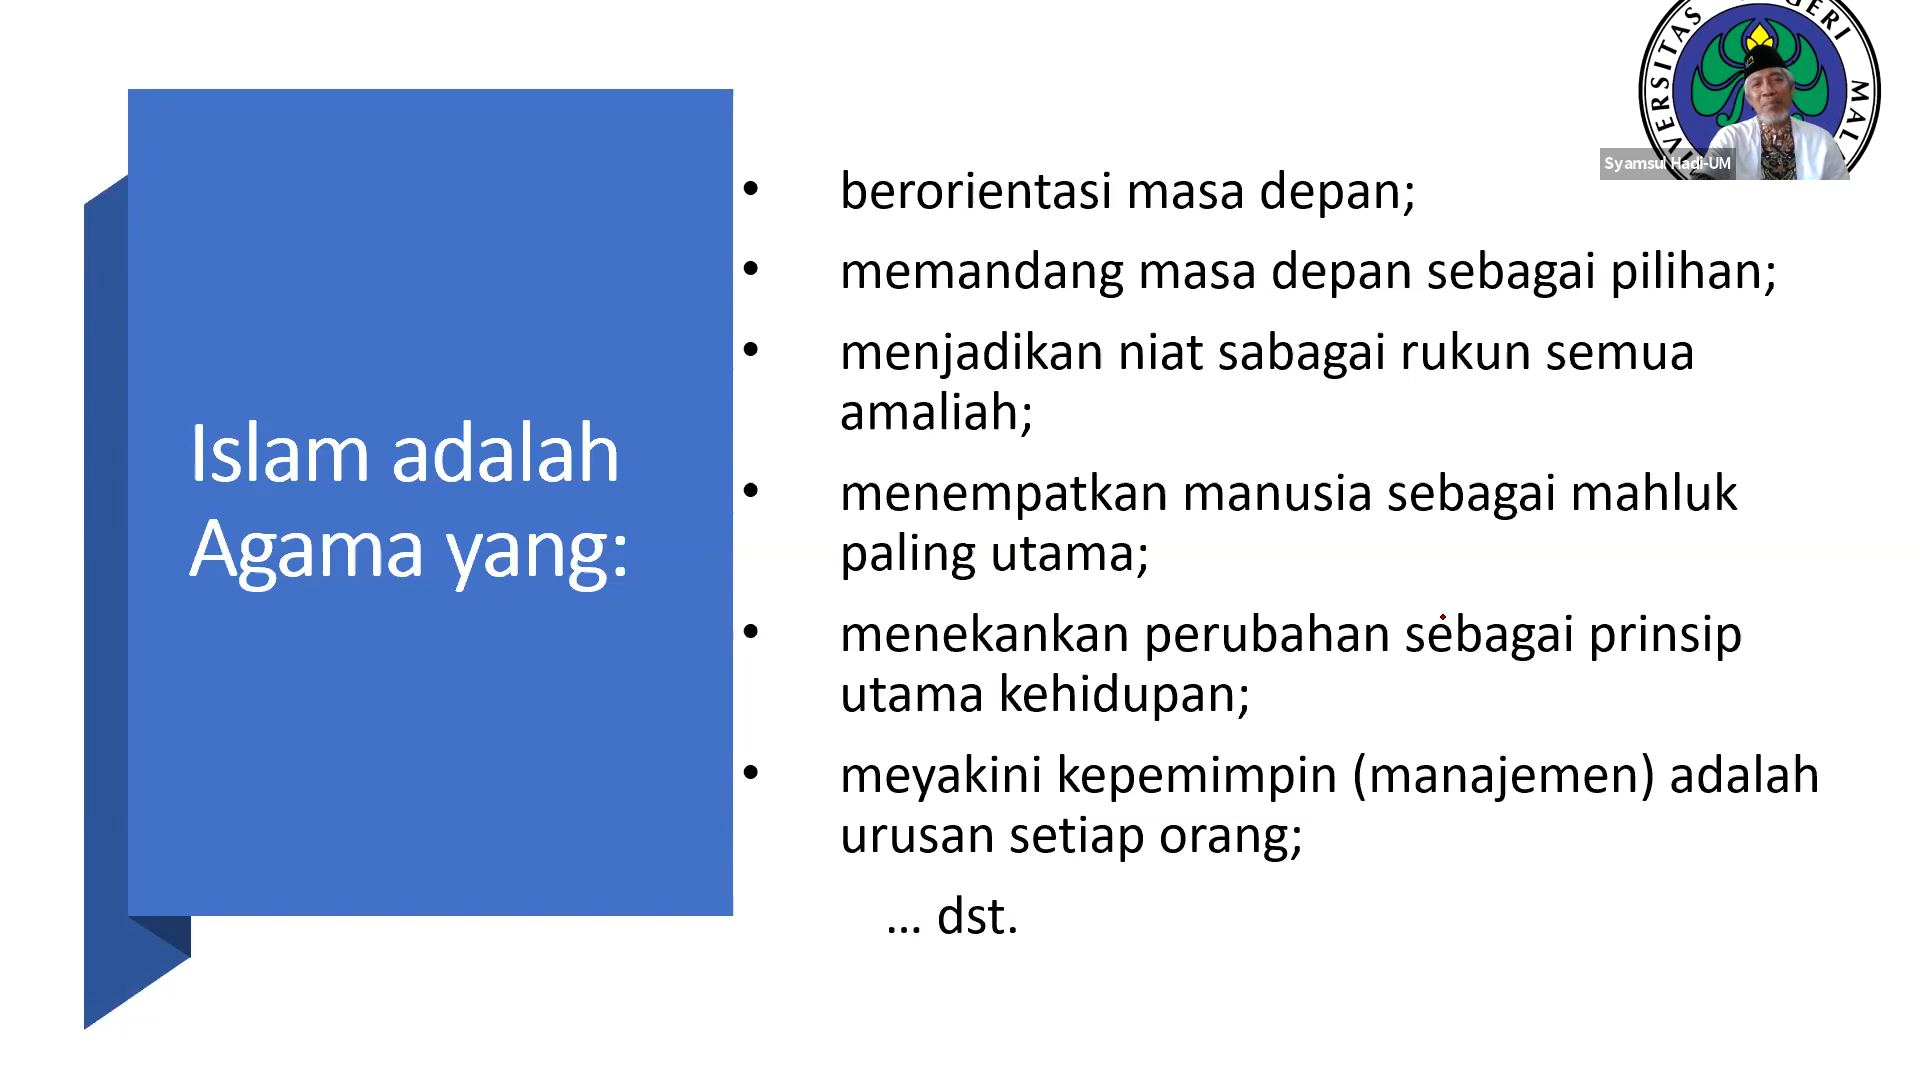 Islam adalah
Agama yang:
• berorientasi masa depan;
• memandang masa depan sebagai pilihan;
• menjadikan niat sabagai rukun semua
amaliah;
• menempatkan manusia sebagai mahluk
paling utama;
• menekankan perubahan sebagai prinsip
utama kehidupan;
• meyakini kepemimpin (manajemen) adalah
urusan setiap orang;
... dst.
Syamsul Hadi-UM